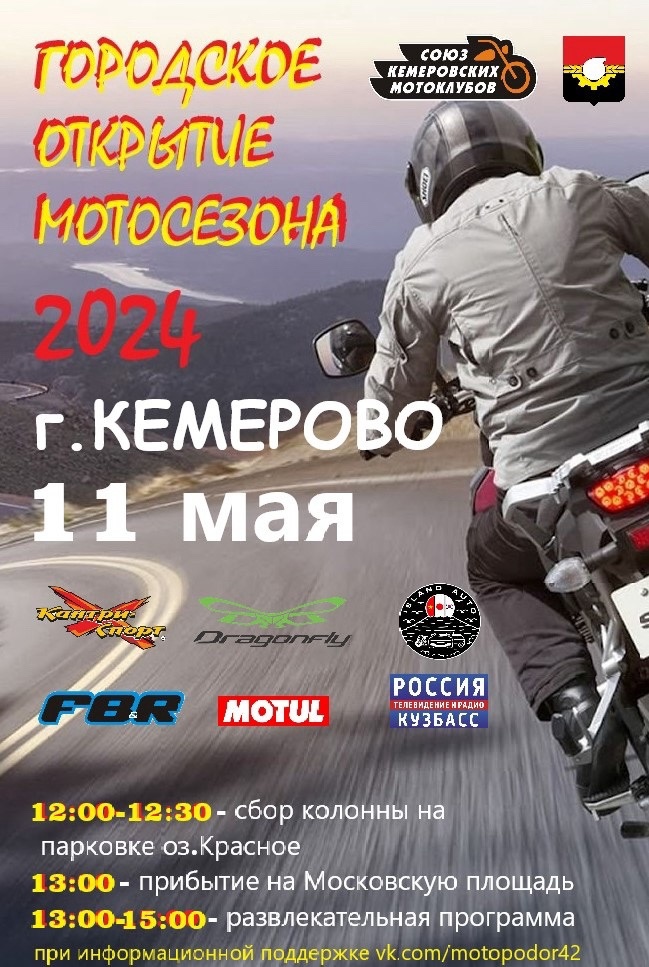 ГОРОДСКОЕ
СОЮЗ
КЕМЕРОВСКИХ
МОТОКЛУБОВ
ОТКРЫТИЕ
МОТОСЕЗОНА
2024
г.КЕМЕРОВО
11 мая
Кантри-
Спорт
Dragonfly
ISLAND AUTO
FB&R
MOTUL
РОССИЯ
ТЕЛЕВИДЕНИЕ И РАДИО
КУЗБАСС
12:00-12:30 - сбор колонны на
парковке оз.Красное
13:00 - прибытие на Московскую площадь
13:00-15:00 - развлекательная программа
при информационной поддержке vk.com/motopodor42